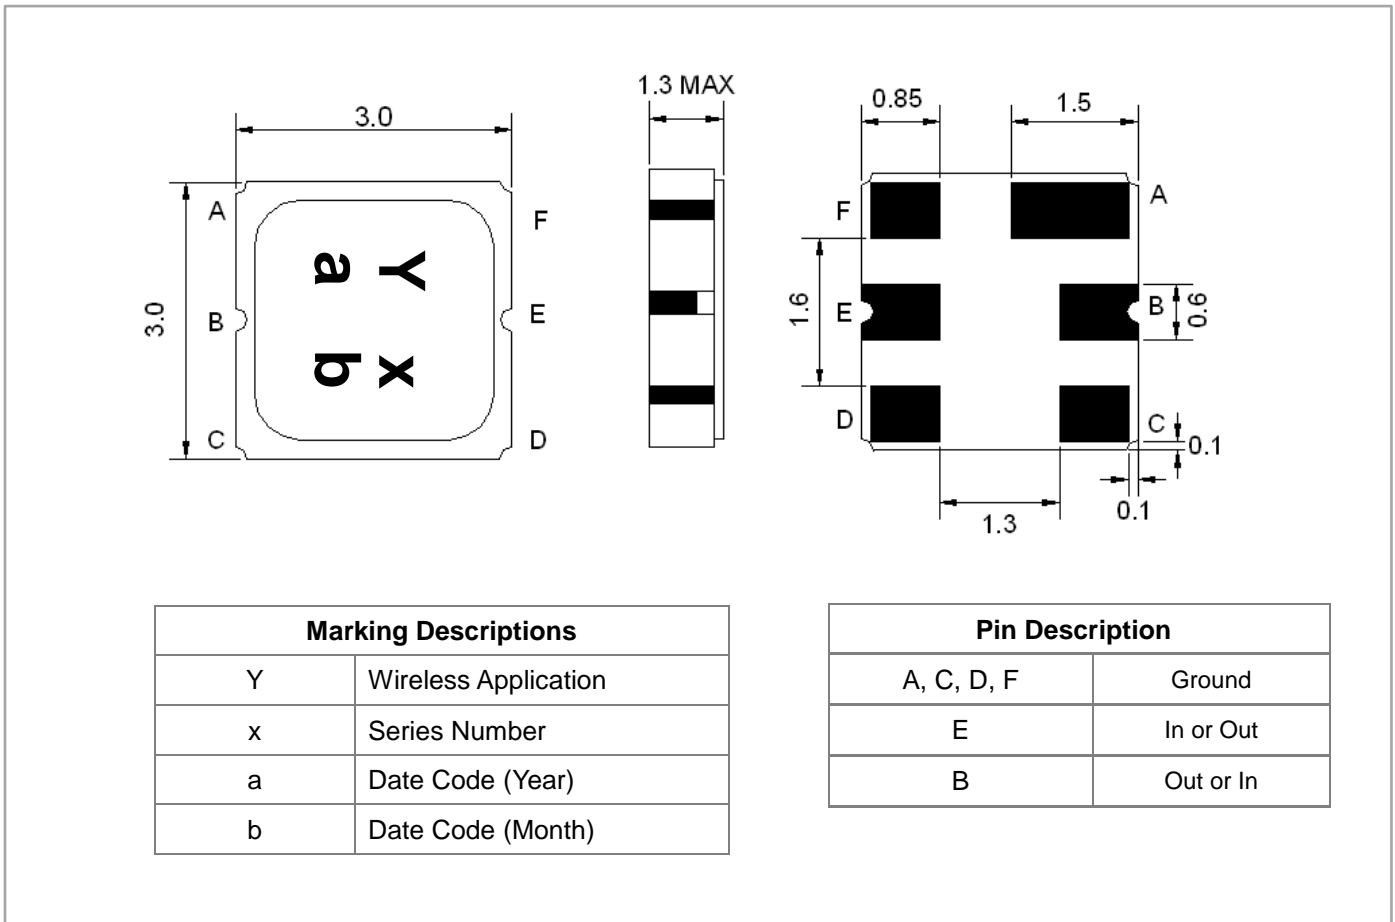 1.3 MAX
3.0
0.85
1.5
A
F
F
A
Y
a
3.0
B
E
1.6
E
B
0.6
x
b
C
D
D
C
0.1
0.1
1.3
Marking Descriptions
Y Wireless Application
x Series Number
a Date Code (Year)
b Date Code (Month)
Pin Description
A, C, D, F Ground
E In or Out
B Out or In